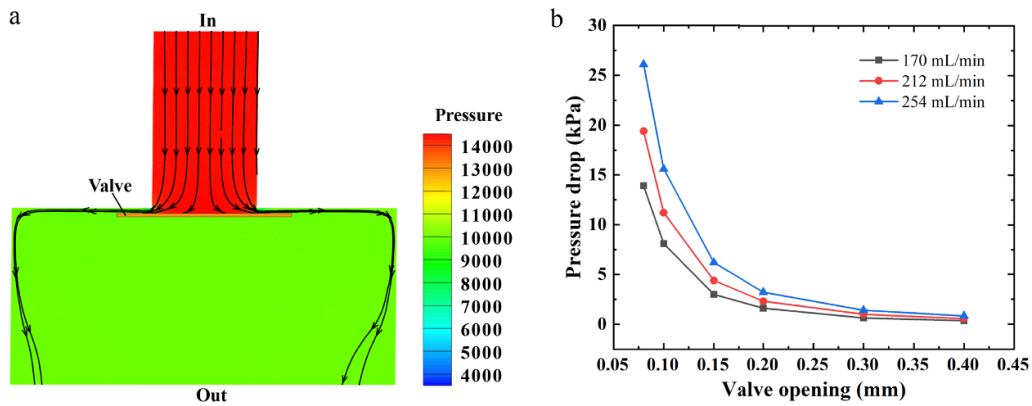 a
In
Valve
Out
Pressure
14000
13000
12000
11000
10000
9000
8000
7000
6000
5000
4000
b
Pressure drop (kPa)
30
25
20
15
10
5
0
170 mL/min
212 mL/min
254 mL/min
0.05 0.10 0.15 0.20 0.25 0.30 0.35 0.40 0.45
Valve opening (mm)